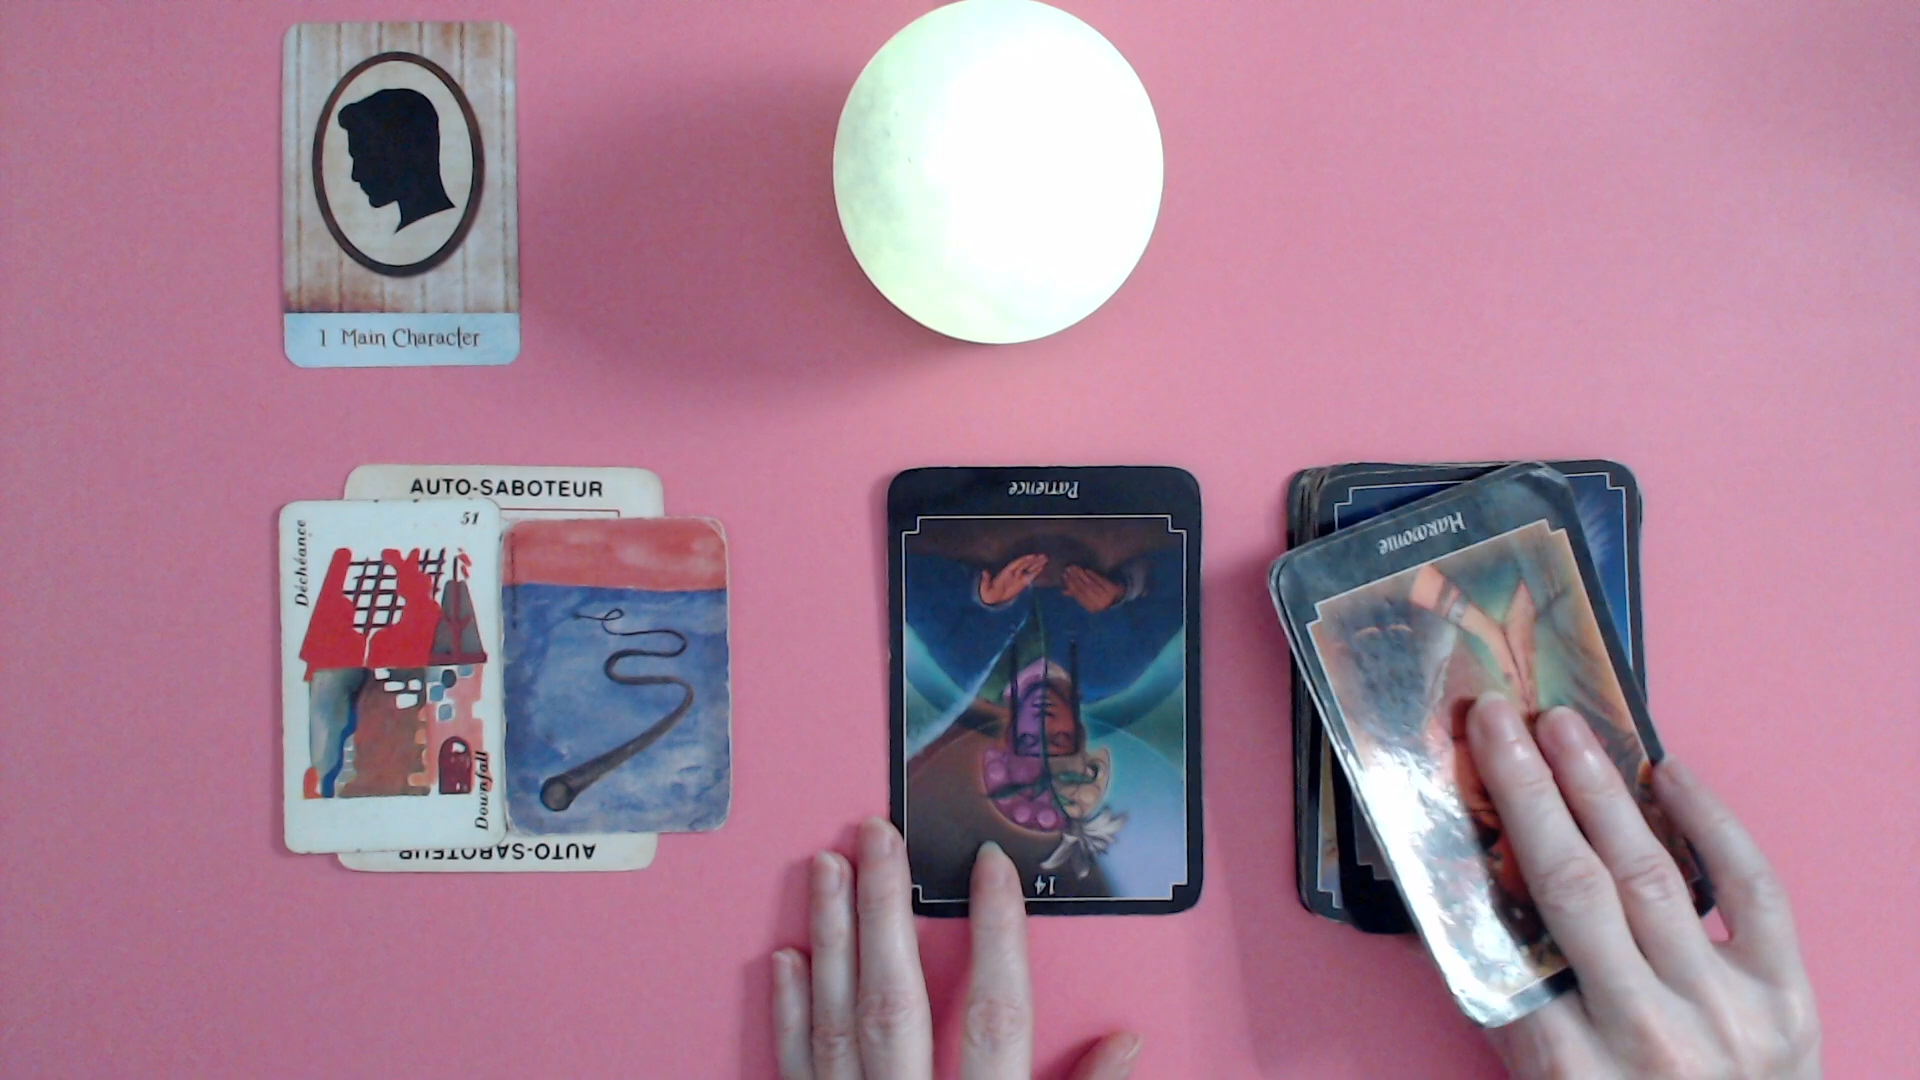 1 Main Character
AUTO-SABOTEUR
51
Déchéance
Downfall
AUTO-SABOTEUR
Patience
14
Harmonie